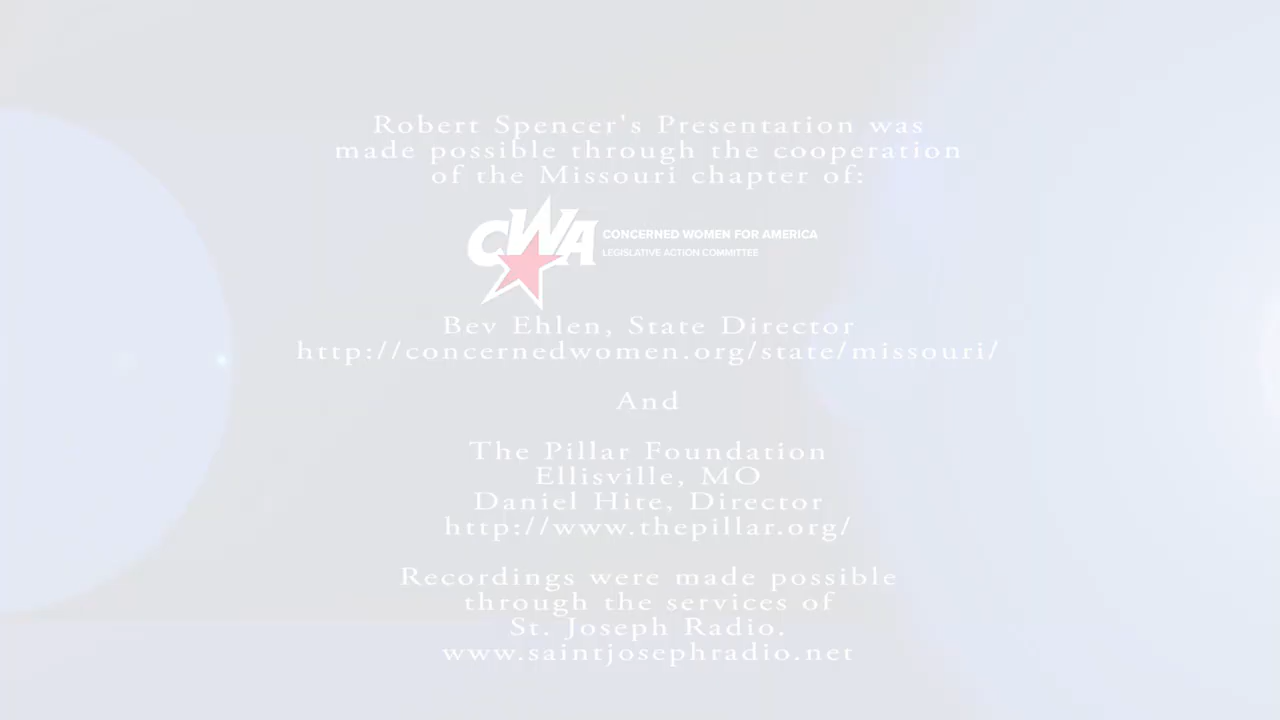 Robert Spencer's Presentation was
made possible through the cooperation
of the Missouri chapter of:
CWA
CONCERNED WOMEN FOR AMERICA
LEGISLATIVE ACTION COMMITTEE
Bev Ehlen, State Director
http://concernedwomen.org/state/missouri/
And
The Pillar Foundation
Ellisville, MO
Daniel Hite, Director
http://www.thepillar.org/
Recordings were made possible
through the services of
St. Joseph Radio.
www.saintjosephradio.net